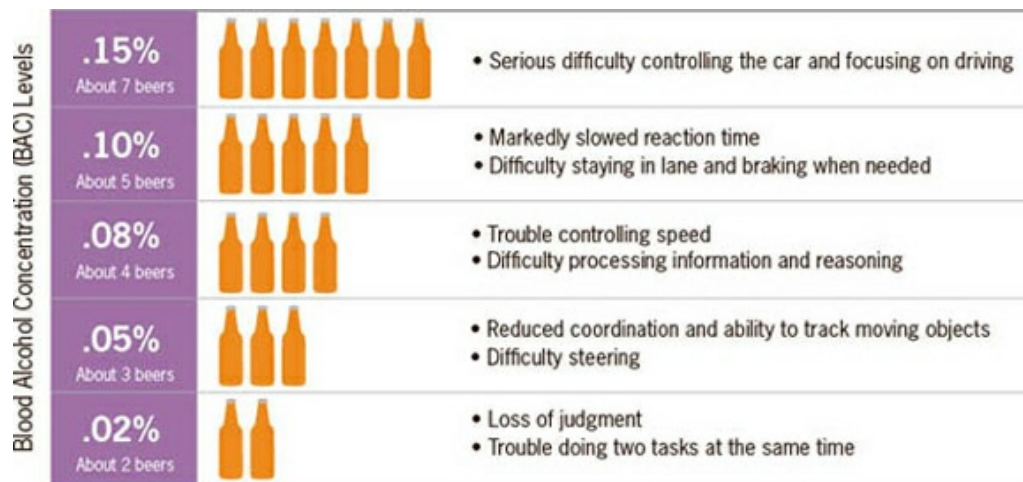 Blood Alcohol Concentration (BAC) Levels
.15%
About 7 beers
• Serious difficulty controlling the car and focusing on driving
.10%
About 5 beers
• Markedly slowed reaction time
• Difficulty staying in lane and braking when needed
.08%
About 4 beers
• Trouble controlling speed
• Difficulty processing information and reasoning
.05%
About 3 beers
• Reduced coordination and ability to track moving objects
• Difficulty steering
.02%
About 2 beers
• Loss of judgment
• Trouble doing two tasks at the same time